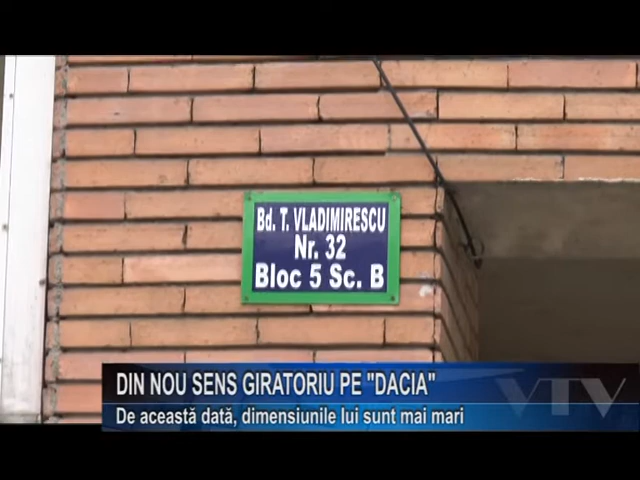 Bd. T. VLADIMIRESCU
Nr. 32
Bloc 5 Sc. B
DIN NOU SENS GIRATORIU PE "DACIA"
De această dată, dimensiunile lui sunt mai mari
VTV